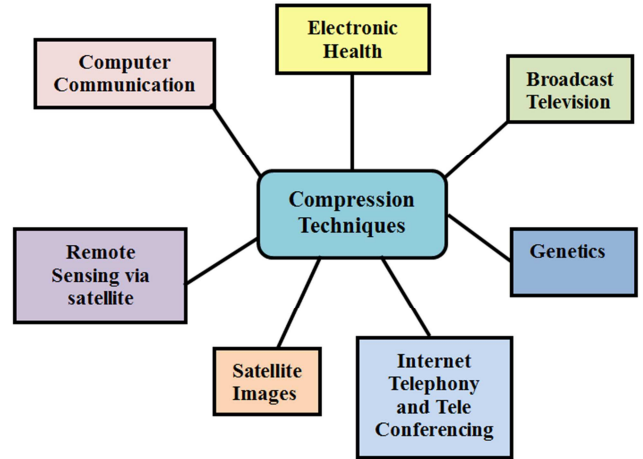 Electronic
Health
Computer
Communication
Broadcast
Television
Compression
Techniques
Remote
Sensing via
satellite
Genetics
Satellite
Images
Internet
Telephony
and Tele
Conferencing